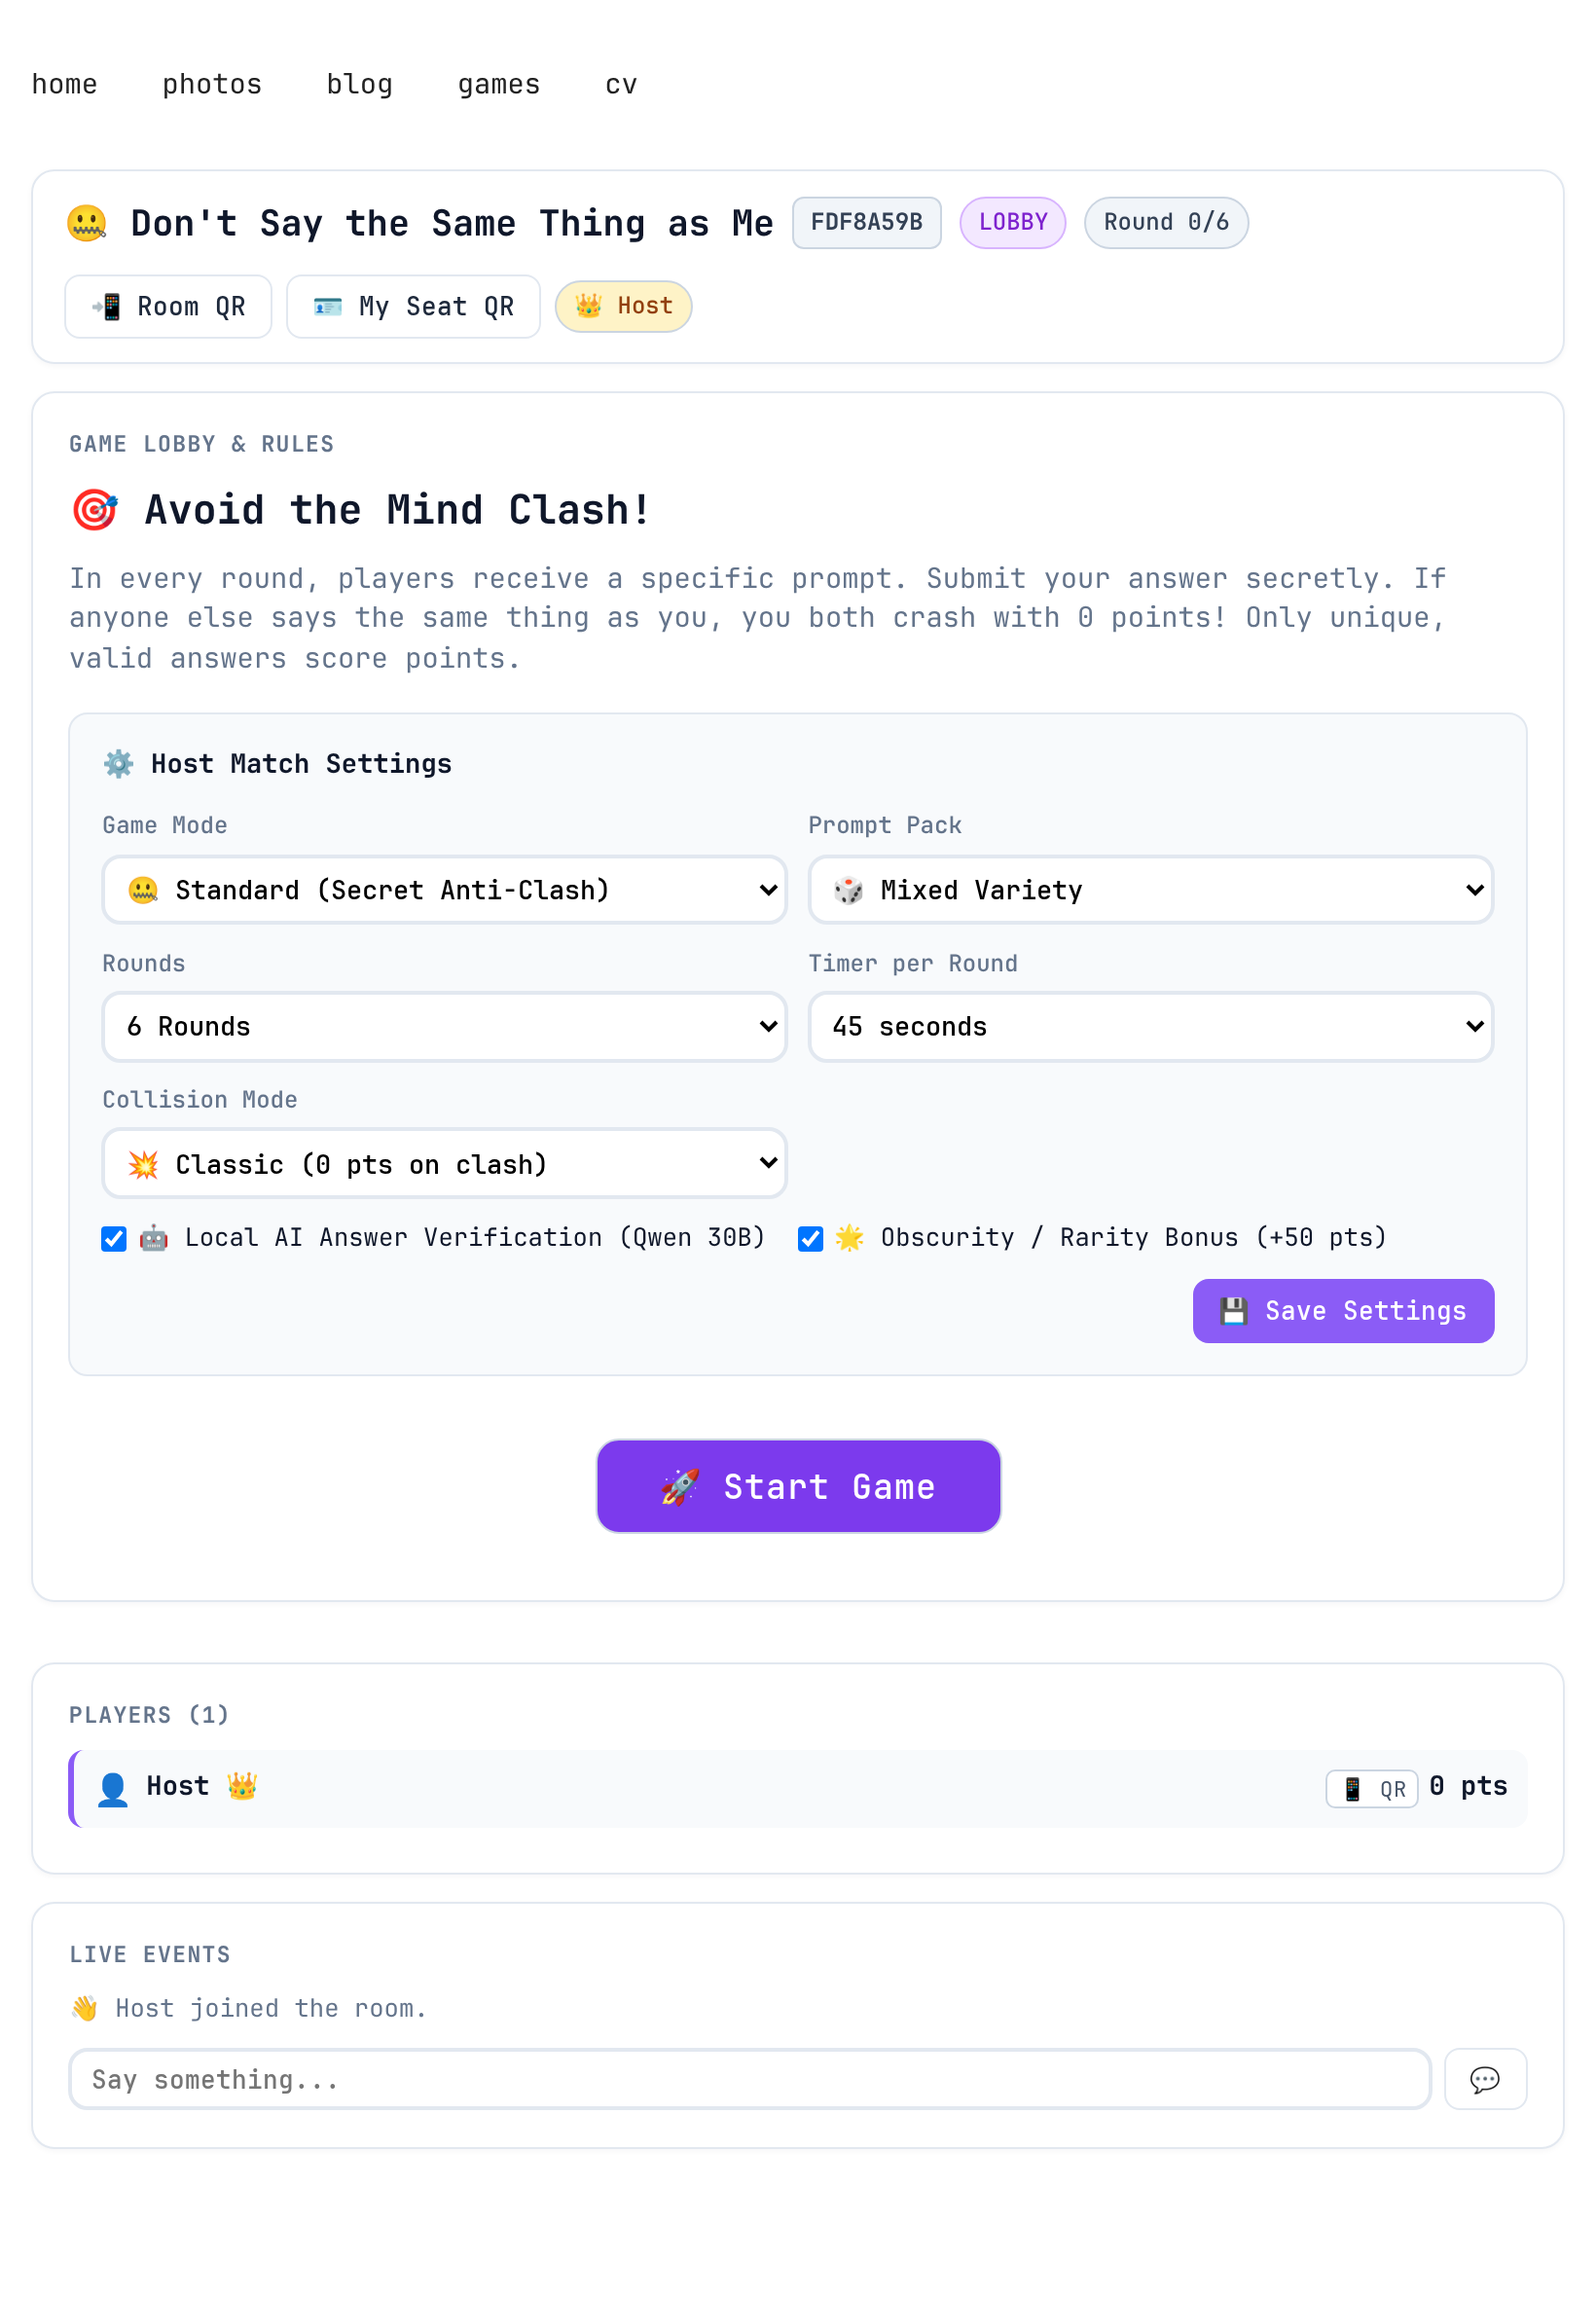 home photos blog games cv
🤐 Don't Say the Same Thing as Me FDF8A59B LOBBY Round 0/6
📲 Room QR 🪪 My Seat QR 👑 Host
GAME LOBBY & RULES
🎯 Avoid the Mind Clash!
In every round, players receive a specific prompt. Submit your answer secretly. If
anyone else says the same thing as you, you both crash with 0 points! Only unique,
valid answers score points.
⚙️ Host Match Settings
Game Mode Prompt Pack
🤐 Standard (Secret Anti-Clash) 🎲 Mixed Variety
Rounds Timer per Round
6 Rounds 45 seconds
Collision Mode
💥 Classic (0 pts on clash)
🤖 Local AI Answer Verification (Qwen 30B) 🌟 Obscurity / Rarity Bonus (+50 pts)
💾 Save Settings
🚀 Start Game
PLAYERS (1)
👤 Host 👑 📱 QR 0 pts
LIVE EVENTS
👋 Host joined the room.
Say something... 💬